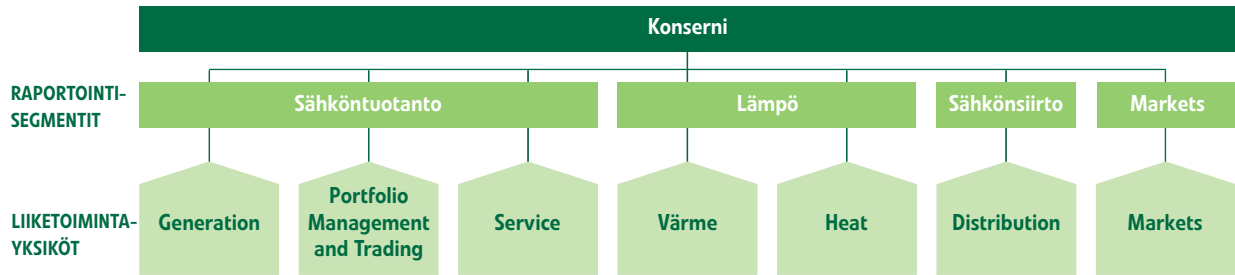 Konserni
RAPORTOINTI-
SEGMENTIT
Sähköntuotanto
Lämpö
Sähkönsiirto
Markets
LIIKETOIMINTA-
YKSIKÖT
Generation
Portfolio
Management
and Trading
Service
Värme
Heat
Distribution
Markets